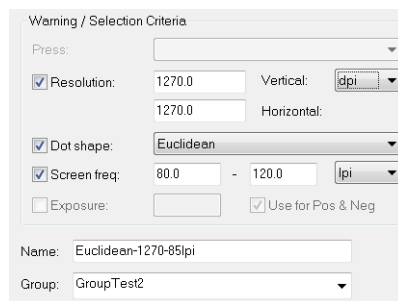 Warning / Selection Criteria
Press:
Resolution: 1270.0 Vertical: dpi
1270.0 Horizontal:
Dot shape: Euclidean
Screen freq: 80.0 - 120.0 lpi
Exposure: Use for Pos & Neg
Name: Euclidean-1270-85lpi
Group: GroupTest2